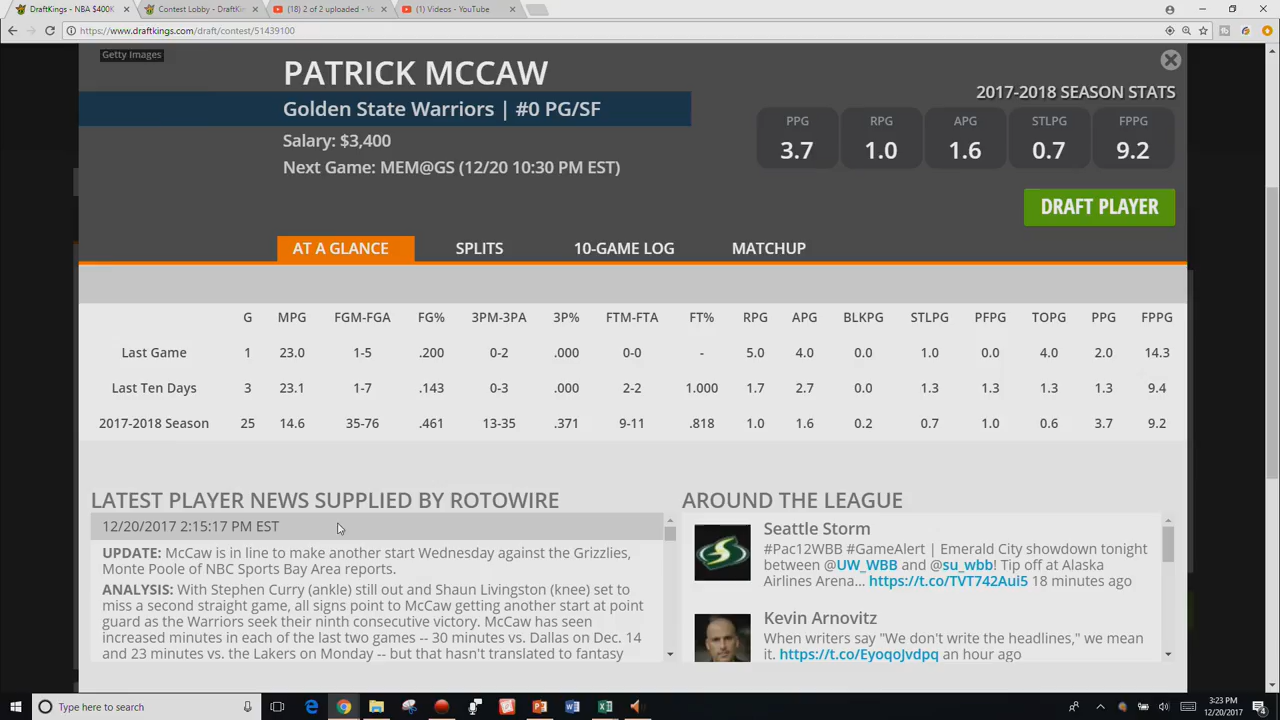 DraftKings - NBA $400K
Contest Lobby - DraftKi
(18) 2 of 2 uploaded - Yo
(1) Videos - YouTube
https://www.draftkings.com/draft/contest/51439100
Getty Images
PATRICK MCCAW
Golden State Warriors | #0 PG/SF
Salary: $3,400
Next Game: MEM@GS (12/20 10:30 PM EST)
2017-2018 SEASON STATS
PPG RPG APG STLPG FPPG
3.7 1.0 1.6 0.7 9.2
DRAFT PLAYER
AT A GLANCE SPLITS 10-GAME LOG MATCHUP
G MPG FGM-FGA FG% 3PM-3PA 3P% FTM-FTA FT% RPG APG BLKPG STLPG PFPG TOPG PPG FPPG
Last Game 1 23.0 1-5 .200 0-2 .000 0-0 - 5.0 4.0 0.0 1.0 0.0 4.0 2.0 14.3
Last Ten Days 3 23.1 1-7 .143 0-3 .000 2-2 1.000 1.7 2.7 0.0 1.3 1.3 1.3 1.3 9.4
2017-2018 Season 25 14.6 35-76 .461 13-35 .371 9-11 .818 1.0 1.6 0.2 0.7 1.0 0.6 3.7 9.2
LATEST PLAYER NEWS SUPPLIED BY ROTOWIRE
12/20/2017 2:15:17 PM EST
UPDATE: McCaw is in line to make another start Wednesday against the Grizzlies,
Monte Poole of NBC Sports Bay Area reports.
ANALYSIS: With Stephen Curry (ankle) still out and Shaun Livingston (knee) set to
miss a second straight game, all signs point to McCaw getting another start at point
guard as the Warriors seek their ninth consecutive victory. McCaw has seen
increased minutes in each of the last two games -- 30 minutes vs. Dallas on Dec. 14
and 23 minutes vs. the Lakers on Monday -- but that hasn't translated to fantasy
AROUND THE LEAGUE
Seattle Storm
#Pac12WBB #GameAlert | Emerald City showdown tonight
between @UW_WBB and @su_wbb! Tip off at Alaska
Airlines Arena... https://t.co/TVT742Aui5 18 minutes ago
Kevin Arnovitz
When writers say "We don't write the headlines," we mean
it. https://t.co/EyoqoJvdpq an hour ago
Type here to search
3:23 PM
12/20/2017
4